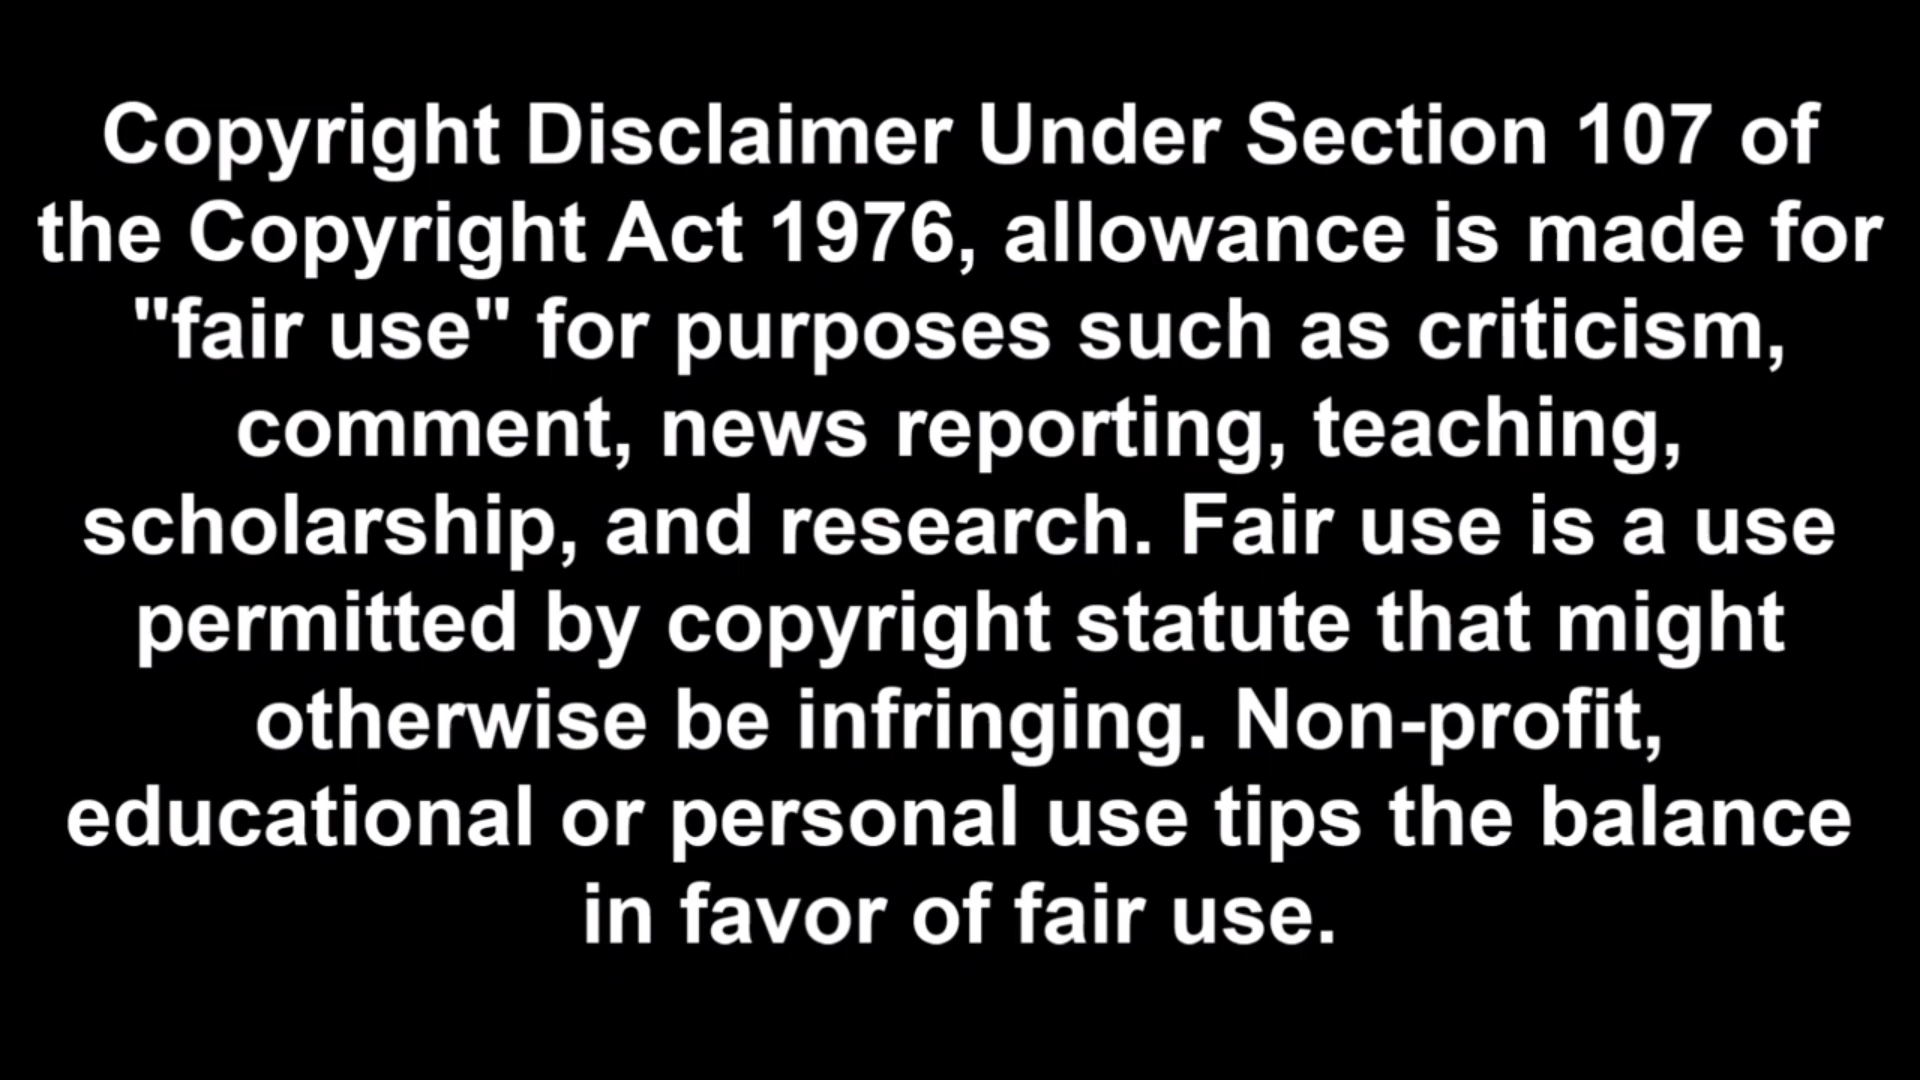 Copyright Disclaimer Under Section 107 of
the Copyright Act 1976, allowance is made for
"fair use" for purposes such as criticism,
comment, news reporting, teaching,
scholarship, and research. Fair use is a use
permitted by copyright statute that might
otherwise be infringing. Non-profit,
educational or personal use tips the balance
in favor of fair use.